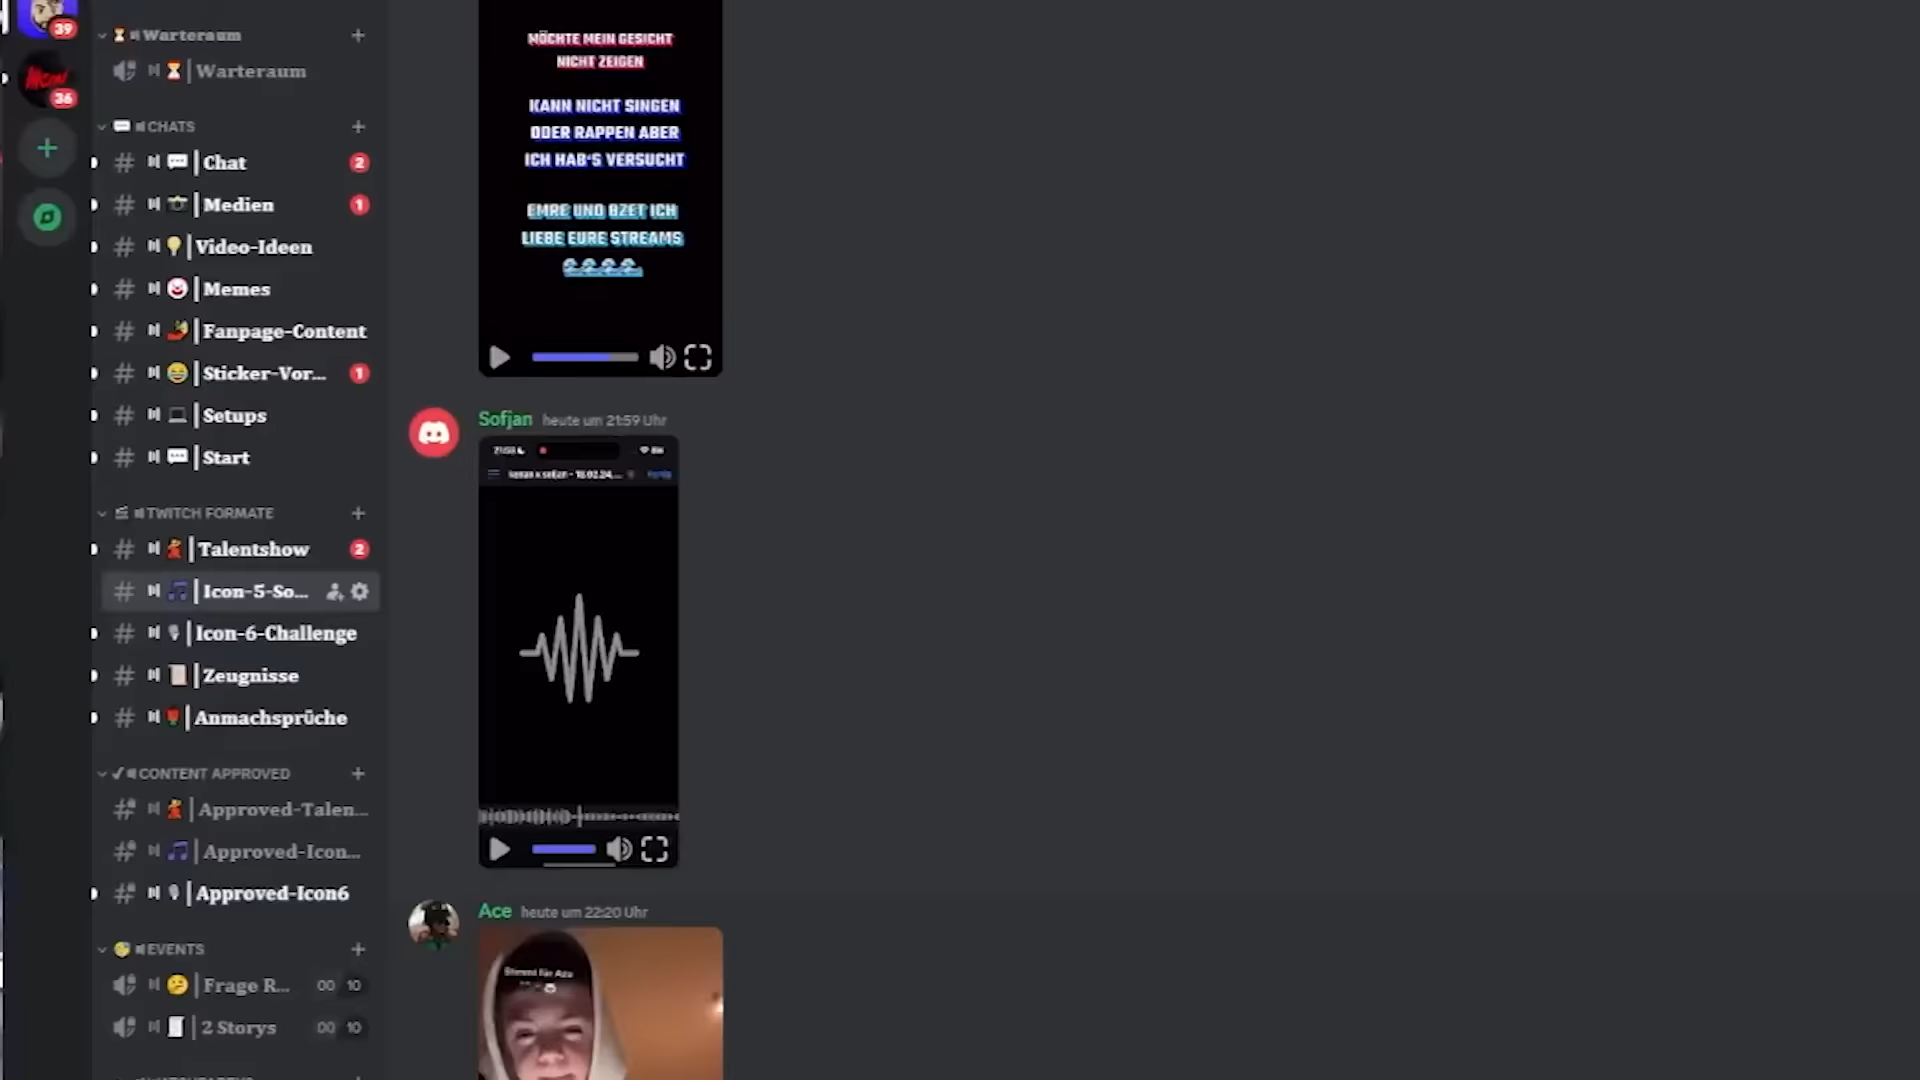 39
Warteraum
Warteraum
36
CHATS
Chat 2
Medien 1
Video-Ideen
Memes
Fanpage-Content
Sticker-Vor... 1
Setups
Start
TWITCH FORMATE
Talentshow 2
Icon-5-So...
Icon-6-Challenge
Zeugnisse
Anmachsprüche
CONTENT APPROVED
Approved-Talen...
Approved-Icon...
Approved-Icon6
EVENTS
Frage R... 00 10
2 Storys 00 10
MÖCHTE MEIN GESICHT
NICHT ZEIGEN
KANN NICHT SINGEN
ODER RAPPEN ABER
ICH HAB'S VERSUCHT
EMRE UND BZET ICH
LIEBE EURE STREAMS
Sofjan heute um 21:59 Uhr
Ace heute um 22:20 Uhr
Stimmt für